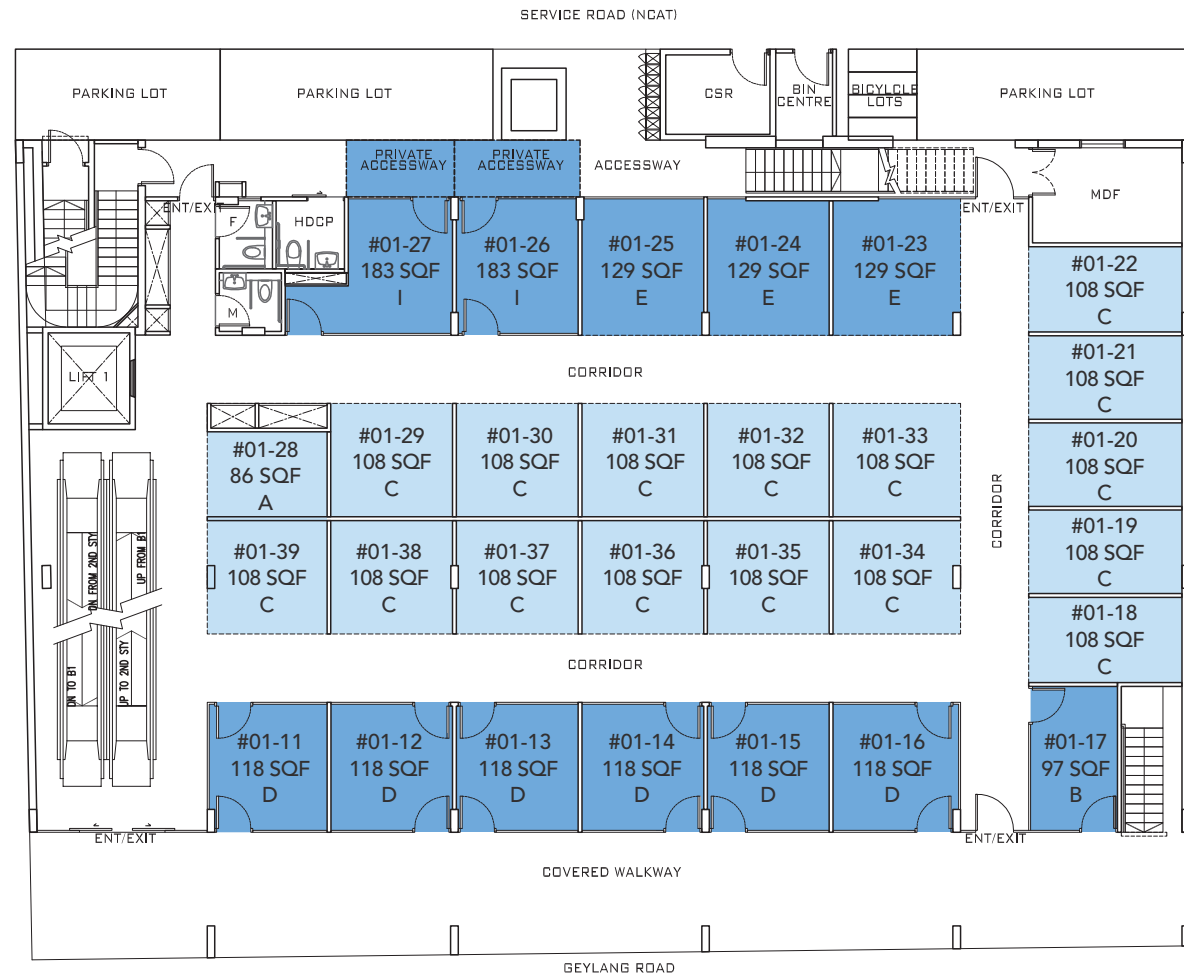 SERVICE ROAD (NCAT)
PARKING LOT
PARKING LOT
CSR
BIN
CENTRE
BICYLCLE
LOTS
PARKING LOT
PRIVATE
ACCESSWAY
PRIVATE
ACCESSWAY
ACCESSWAY
MDF
ENT/EXIT
F
HDCP
ENT/EXIT
M
#01-27
183 SQF
I
#01-26
183 SQF
I
#01-25
129 SQF
E
#01-24
129 SQF
E
#01-23
129 SQF
E
#01-22
108 SQF
C
LIFT 1
CORRIDOR
#01-21
108 SQF
C
#01-28
86 SQF
A
#01-29
108 SQF
C
#01-30
108 SQF
C
#01-31
108 SQF
C
#01-32
108 SQF
C
#01-33
108 SQF
C
CORRIDOR
#01-20
108 SQF
C
DN FROM 2ND STY
UP FROM B1
DN TO B1
UP TO 2ND STY
#01-39
108 SQF
C
#01-38
108 SQF
C
#01-37
108 SQF
C
#01-36
108 SQF
C
#01-35
108 SQF
C
#01-34
108 SQF
C
#01-19
108 SQF
C
#01-18
108 SQF
C
CORRIDOR
#01-11
118 SQF
D
#01-12
118 SQF
D
#01-13
118 SQF
D
#01-14
118 SQF
D
#01-15
118 SQF
D
#01-16
118 SQF
D
#01-17
97 SQF
B
ENT/EXIT
ENT/EXIT
COVERED WALKWAY
GEYLANG ROAD